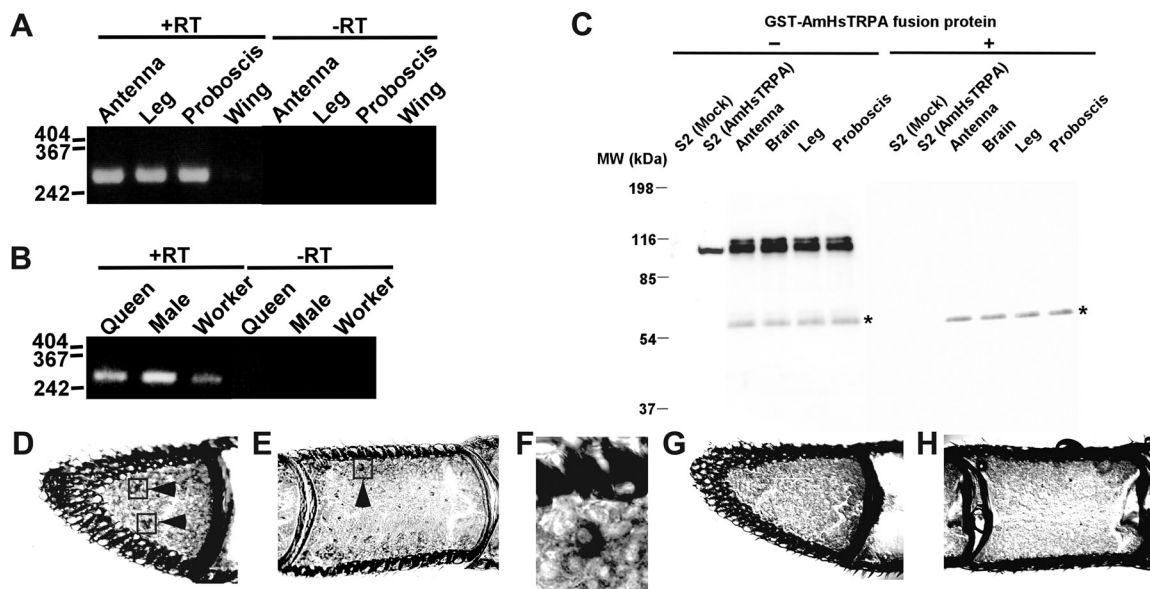 A
+RT
-RT
Antenna
Leg
Proboscis
Wing
Antenna
Leg
Proboscis
Wing
404
367
242
B
+RT
-RT
Queen
Male
Worker
Queen
Male
Worker
404
367
242
C
GST-AmHsTRPA fusion protein
–
+
S2 (Mock)
S2 (AmHsTRPA)
Antenna
Brain
Leg
Proboscis
S2 (Mock)
S2 (AmHsTRPA)
Antenna
Brain
Leg
Proboscis
MW (kDa)
198
116
85
54
37
*
*
D
E
F
G
H